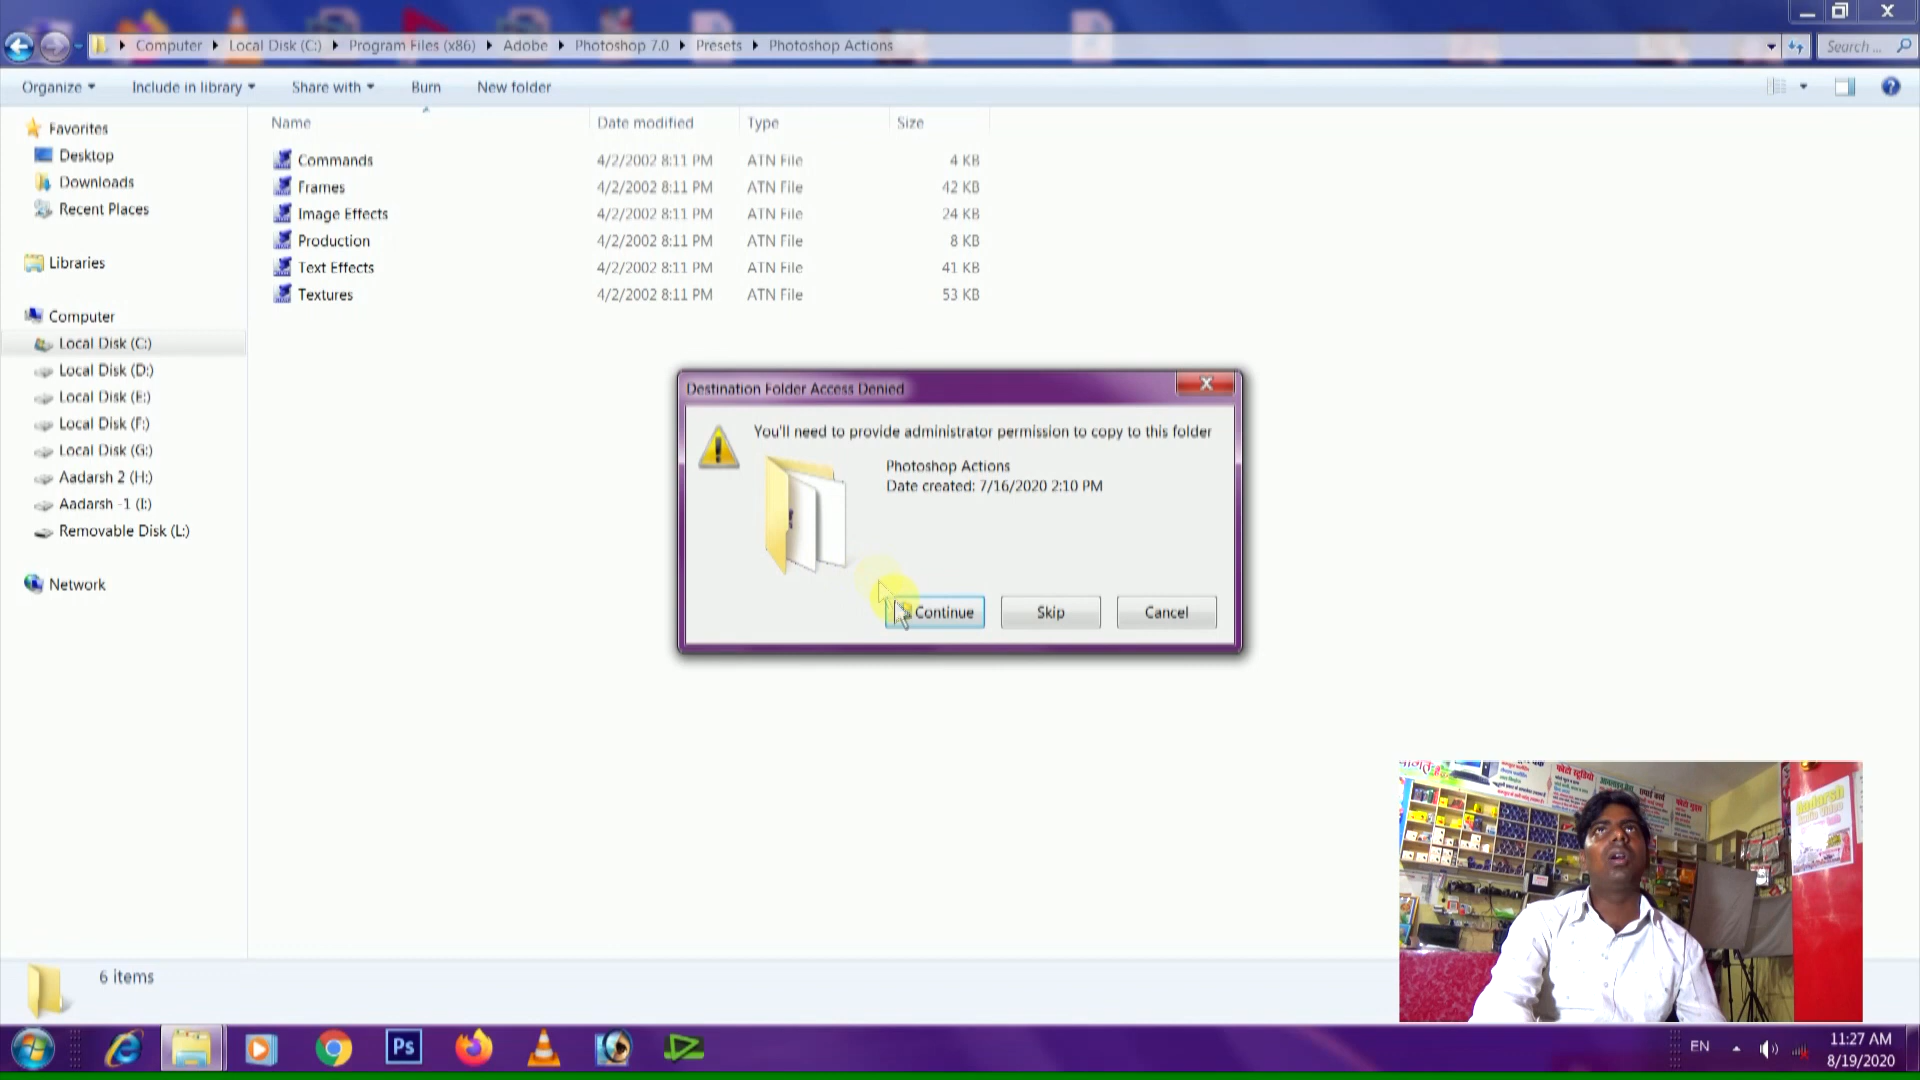 Computer Local Disk (C:) Program Files (x86) Adobe Photoshop 7.0 Presets Photoshop Actions Search ...
Organize Include in library Share with Burn New folder
Name Date modified Type Size
Commands 4/2/2002 8:11 PM ATN File 4 KB
Frames 4/2/2002 8:11 PM ATN File 42 KB
Image Effects 4/2/2002 8:11 PM ATN File 24 KB
Production 4/2/2002 8:11 PM ATN File 8 KB
Text Effects 4/2/2002 8:11 PM ATN File 41 KB
Textures 4/2/2002 8:11 PM ATN File 53 KB
Favorites
Desktop
Downloads
Recent Places
Libraries
Computer
Local Disk (C:)
Local Disk (D:)
Local Disk (E:)
Local Disk (F:)
Local Disk (G:)
Aadarsh 2 (H:)
Aadarsh -1 (I:)
Removable Disk (L:)
Network
Destination Folder Access Denied
You'll need to provide administrator permission to copy to this folder
Photoshop Actions
Date created: 7/16/2020 2:10 PM
Continue Skip Cancel
फोटो स्टूडियो
Aadarsh
6 items
Ps
EN
11:27 AM
8/19/2020